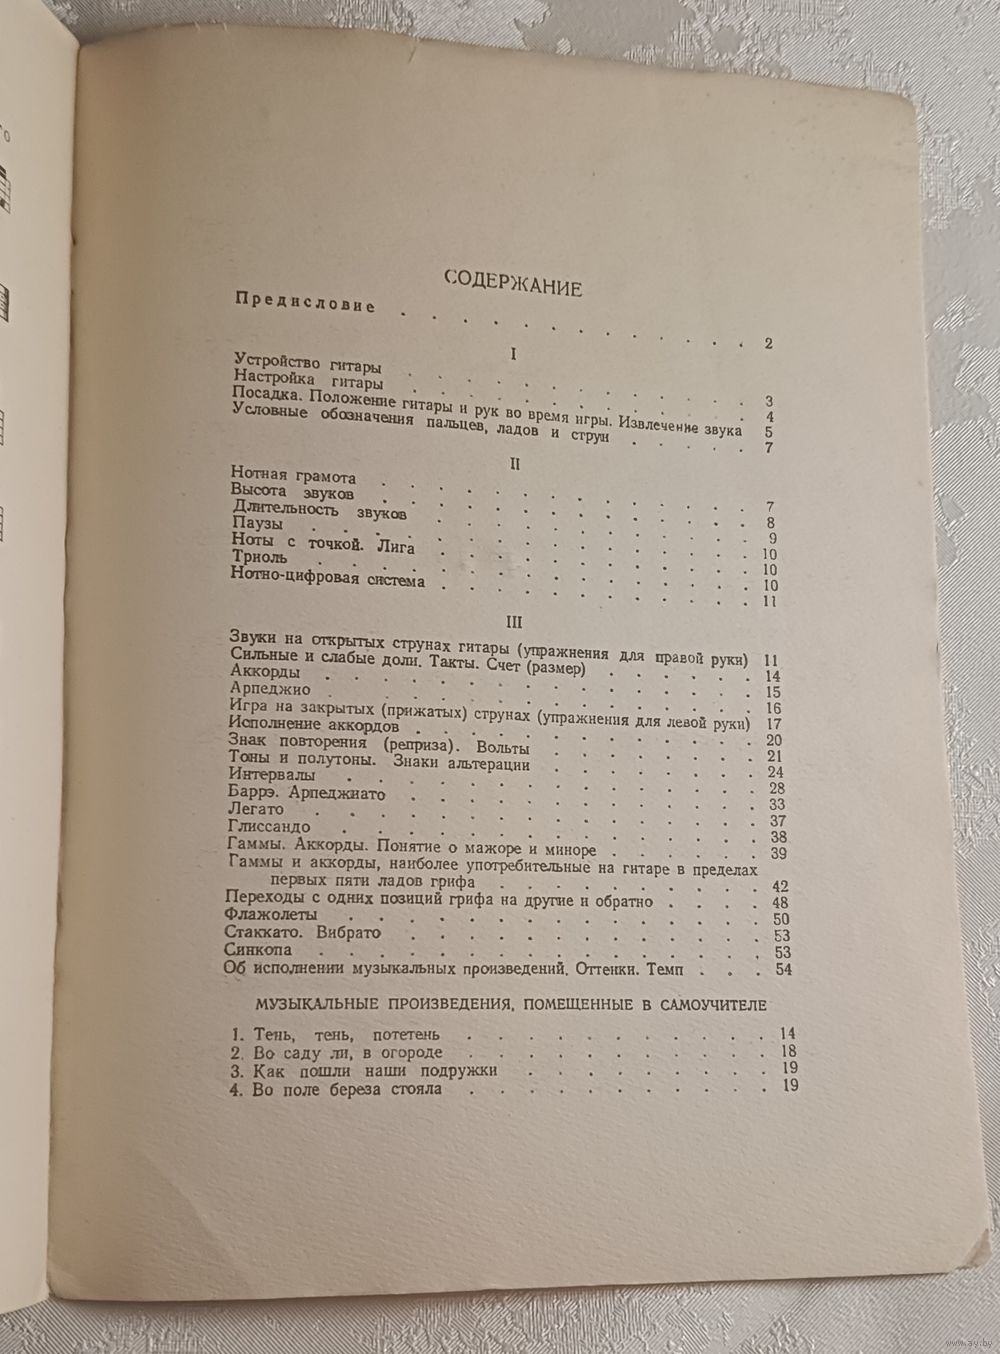 СОДЕРЖАНИЕ
Предисловие . . . . . . . . . . . . 2
I
Устройство гитары . . . . . . . . . . . . 3
Настройка гитары . . . . . . . . . . . . 4
Посадка. Положение гитары и рук во время игры. Извлечение звука 5
Условные обозначения пальцев, ладов и струн . . . . . 7
II
Нотная грамота . . . . . . . . . . . . . 7
Высота звуков . . . . . . . . . . . . . 8
Длительность звуков . . . . . . . . . . . 9
Паузы . . . . . . . . . . . . . . . 10
Ноты с точкой. Лига . . . . . . . . . . . 10
Триоль . . . . . . . . . . . . . . . 10
Нотно-цифровая система . . . . . . . . . . . 11
III
Звуки на открытых струнах гитары (упражнения для правой руки) 11
Сильные и слабые доли. Такты. Счет (размер) . . . . . . 14
Аккорды . . . . . . . . . . . . . . . 15
Арпеджио . . . . . . . . . . . . . . . 16
Игра на закрытых (прижатых) струнах (упражнения для левой руки) 17
Исполнение аккордов . . . . . . . . . . . . 20
Знак повторения (реприза). Вольты . . . . . . . . 21
Тоны и полутоны. Знаки альтерации . . . . . . . . 24
Интервалы . . . . . . . . . . . . . . 28
Баррэ. Арпеджиато . . . . . . . . . . . . 33
Легато . . . . . . . . . . . . . . . 37
Глиссандо . . . . . . . . . . . . . . 38
Гаммы. Аккорды. Понятие о мажоре и миноре . . . . . . 39
Гаммы и аккорды, наиболее употребительные на гитаре в пределах
первых пяти ладов грифа . . . . . . . . . 42
Переходы с одних позиций грифа на другие и обратно . . . . 48
Флажолеты . . . . . . . . . . . . . . 50
Стаккато. Вибрато . . . . . . . . . . . . 53
Синкопа . . . . . . . . . . . . . . . 53
Об исполнении музыкальных произведений. Оттенки. Темп . . . 54
МУЗЫКАЛЬНЫЕ ПРОИЗВЕДЕНИЯ, ПОМЕЩЕННЫЕ В САМОУЧИТЕЛЕ
1. Тень, тень, потетень . . . . . . . . . . . 14
2. Во саду ли, в огороде . . . . . . . . . . . 18
3. Как пошли наши подружки . . . . . . . . . 19
4. Во поле береза стояла . . . . . . . . . . . 19
www.ay.by